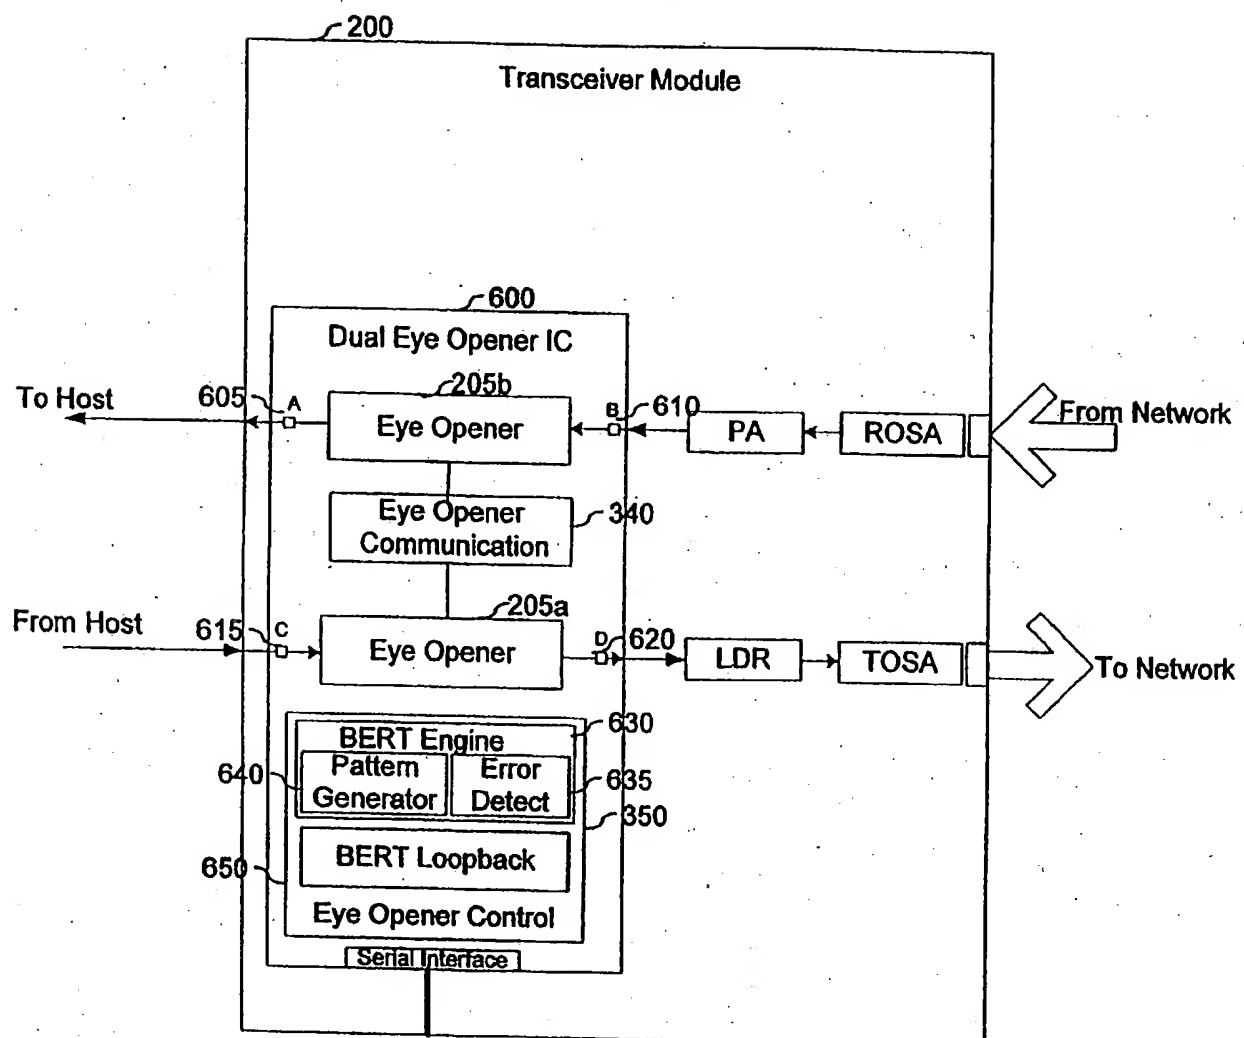 200
Transceiver Module
600
Dual Eye Opener IC
To Host
605
A
205b
Eye Opener
B
610
PA
ROSA
From Network
Eye Opener
Communication
340
From Host
615
C
205a
Eye Opener
D
620
LDR
TOSA
To Network
630
BERT Engine
640
Pattern
Generator
Error
Detect
635
350
BERT Loopback
650
Eye Opener Control
Serial Interface